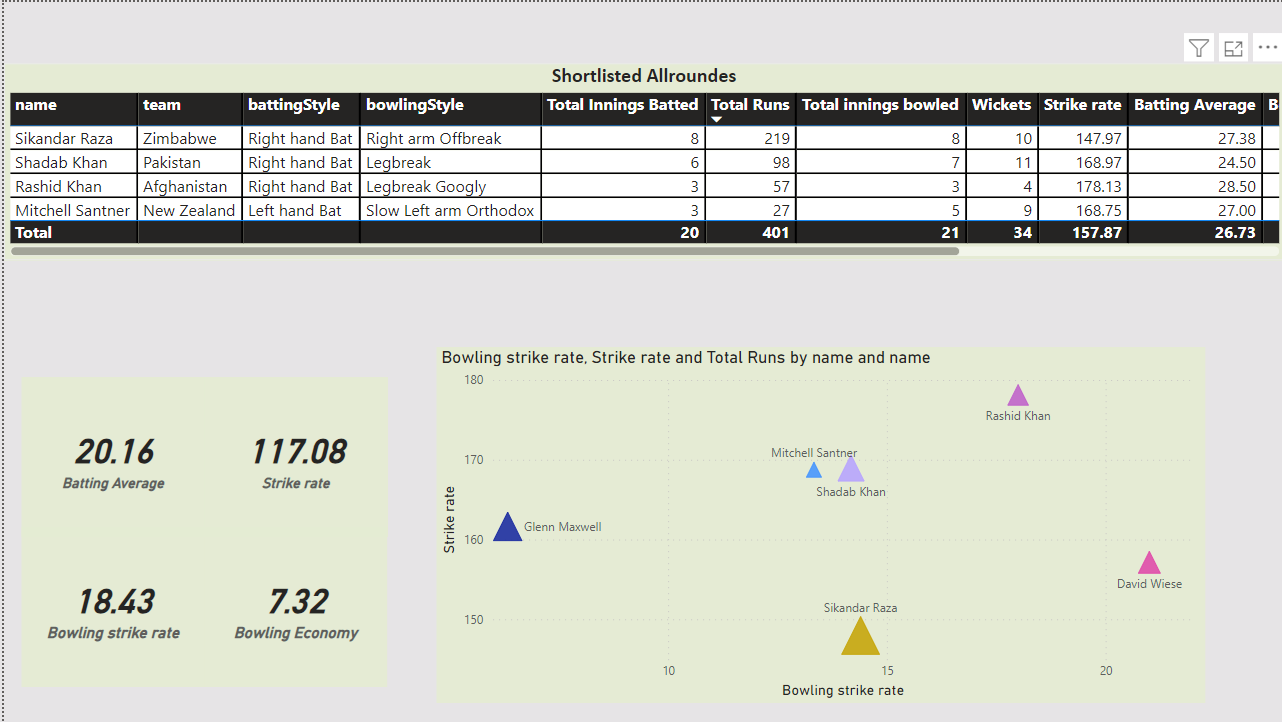 Shortlisted Allroundes
name team battingStyle bowlingStyle Total Innings Batted Total Runs Total innings bowled Wickets Strike rate Batting Average B
Sikandar Raza Zimbabwe Right hand Bat Right arm Offbreak 8 219 8 10 147.97 27.38
Shadab Khan Pakistan Right hand Bat Legbreak 6 98 7 11 168.97 24.50
Rashid Khan Afghanistan Right hand Bat Legbreak Googly 3 57 3 4 178.13 28.50
Mitchell Santner New Zealand Left hand Bat Slow Left arm Orthodox 3 27 5 9 168.75 27.00
Total 20 401 21 34 157.87 26.73
20.16 117.08
Batting Average Strike rate
18.43 7.32
Bowling strike rate Bowling Economy
Bowling strike rate, Strike rate and Total Runs by name and name
180
Rashid Khan
Mitchell Santner
170
Shadab Khan
Strike rate
Glenn Maxwell
160
David Wiese
Sikandar Raza
150
10 15 20
Bowling strike rate